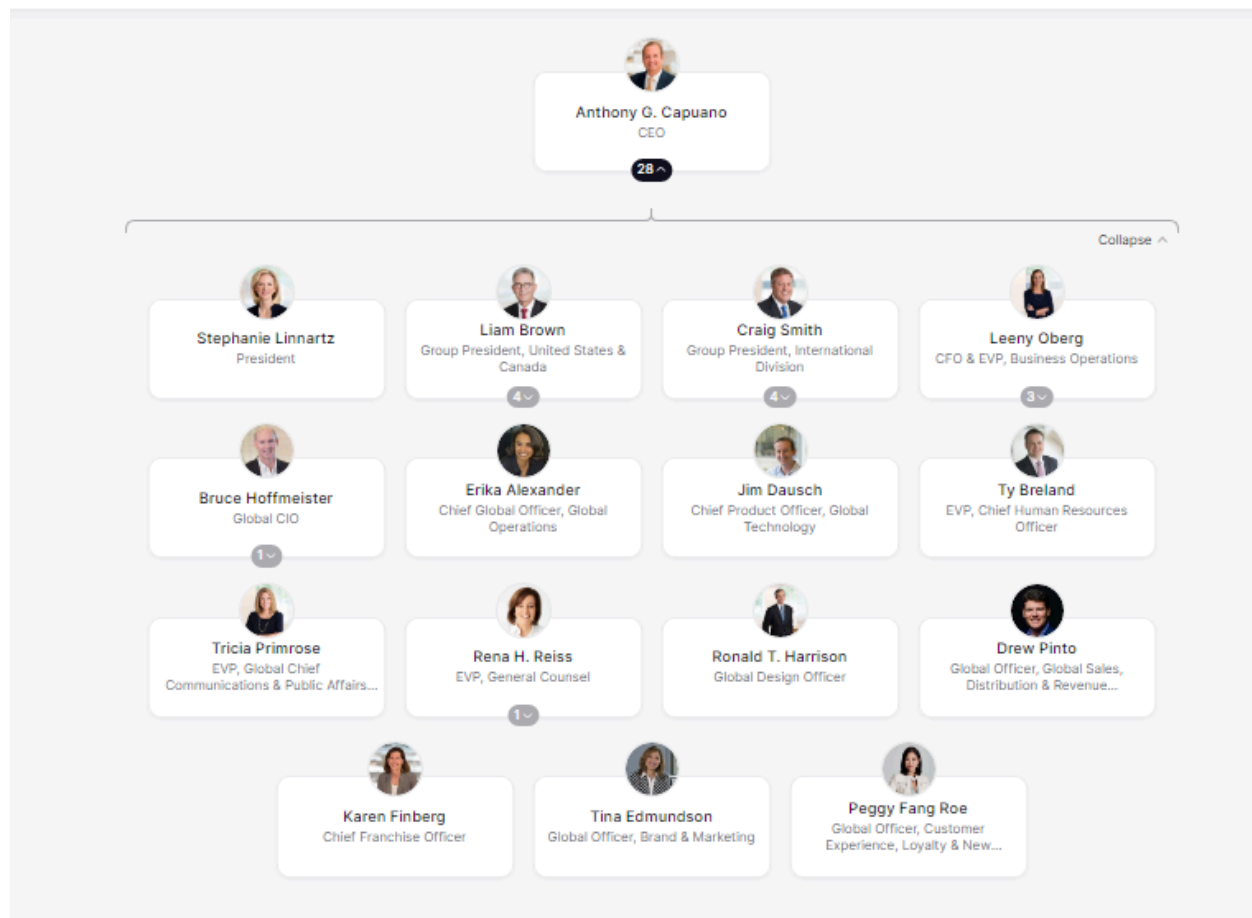 Anthony G. Capuano
CEO
28
Collapse
Stephanie Linnartz
President
Liam Brown
Group President, United States &
Canada
4
Craig Smith
Group President, International
Division
4
Leeny Oberg
CFO & EVP, Business Operations
3
Bruce Hoffmeister
Global CIO
1
Erika Alexander
Chief Global Officer, Global
Operations
Jim Dausch
Chief Product Officer, Global
Technology
Ty Breland
EVP, Chief Human Resources
Officer
Tricia Primrose
EVP, Global Chief
Communications & Public Affairs...
Rena H. Reiss
EVP, General Counsel
1
Ronald T. Harrison
Global Design Officer
Drew Pinto
Global Officer, Global Sales,
Distribution & Revenue...
Karen Finberg
Chief Franchise Officer
Tina Edmundson
Global Officer, Brand & Marketing
Peggy Fang Roe
Global Officer, Customer
Experience, Loyalty & New...